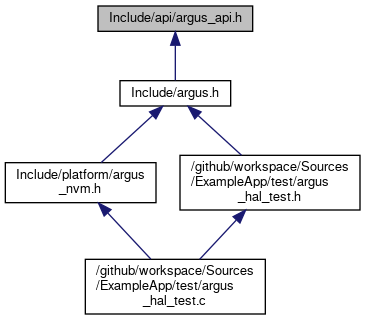 Include/api/argus_api.h
Include/argus.h
Include/platform/argus
_nvm.h
/github/workspace/Sources
/ExampleApp/test/argus
_hal_test.h
/github/workspace/Sources
/ExampleApp/test/argus
_hal_test.c